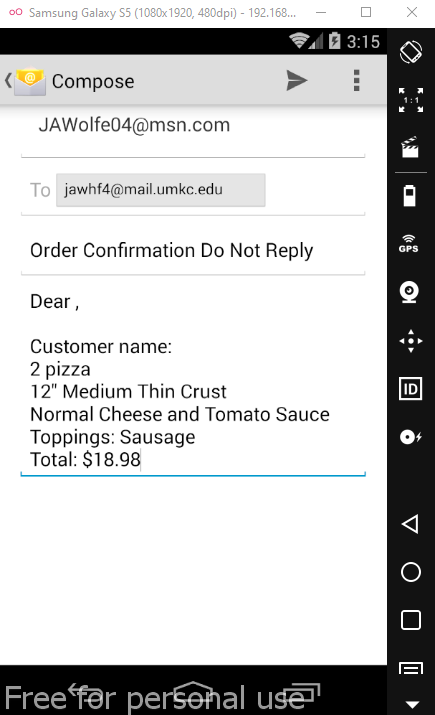 Samsung Galaxy S5 (1080x1920, 480dpi) - 192.168...
3:15
Compose
JAWolfe04@msn.com
To jawhf4@mail.umkc.edu
Order Confirmation Do Not Reply
Dear ,
Customer name:
2 pizza
12" Medium Thin Crust
Normal Cheese and Tomato Sauce
Toppings: Sausage
Total: $18.98
1:1
GPS
ID
Free for personal use